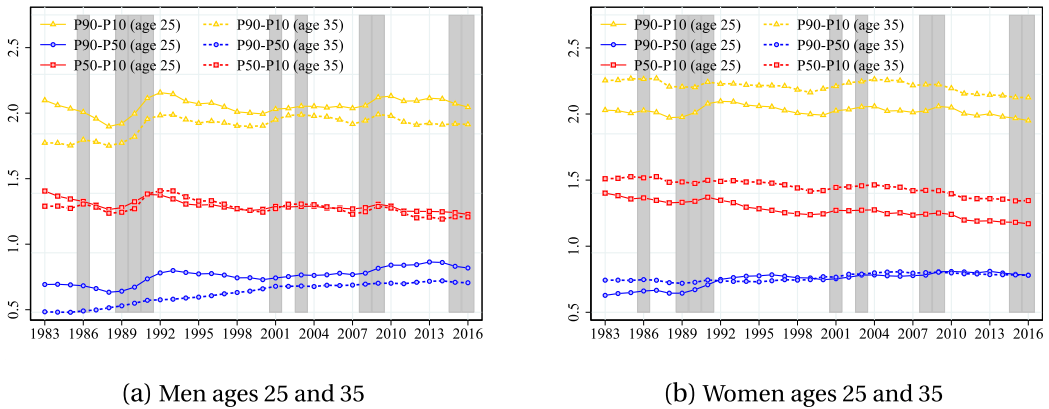 P90-P10 (age 25) P90-P10 (age 35)
P90-P50 (age 25) P90-P50 (age 35)
P50-P10 (age 25) P50-P10 (age 35)
2.5
2.0
1.5
1.0
0.5
1983 1986 1989 1992 1995 1998 2001 2004 2007 2010 2013 2016
(a) Men ages 25 and 35
P90-P10 (age 25) P90-P10 (age 35)
P90-P50 (age 25) P90-P50 (age 35)
P50-P10 (age 25) P50-P10 (age 35)
2.5
2.0
1.5
1.0
0.5
1983 1986 1989 1992 1995 1998 2001 2004 2007 2010 2013 2016
(b) Women ages 25 and 35